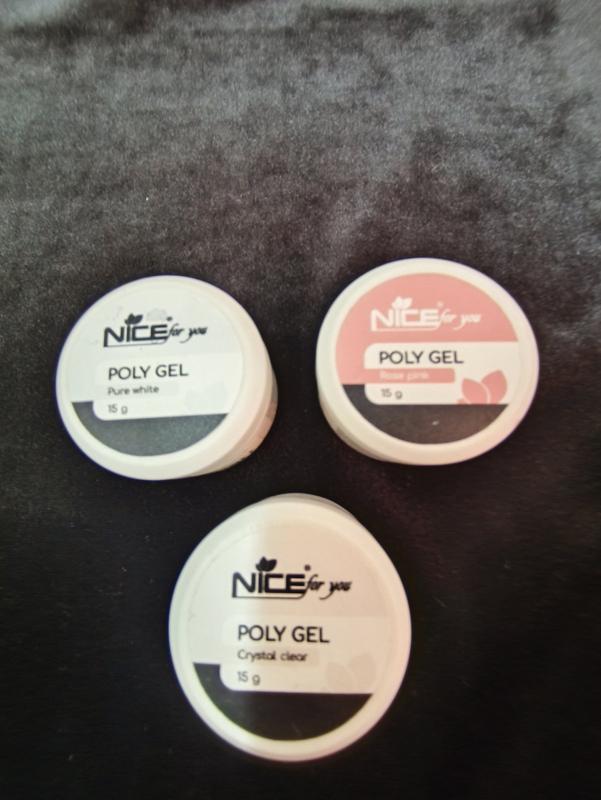 NICE for you
POLY GEL
Pure white
15 g
NICE for you
POLY GEL
Rose pink
15 g
NICE for you
POLY GEL
Crystal clear
15 g